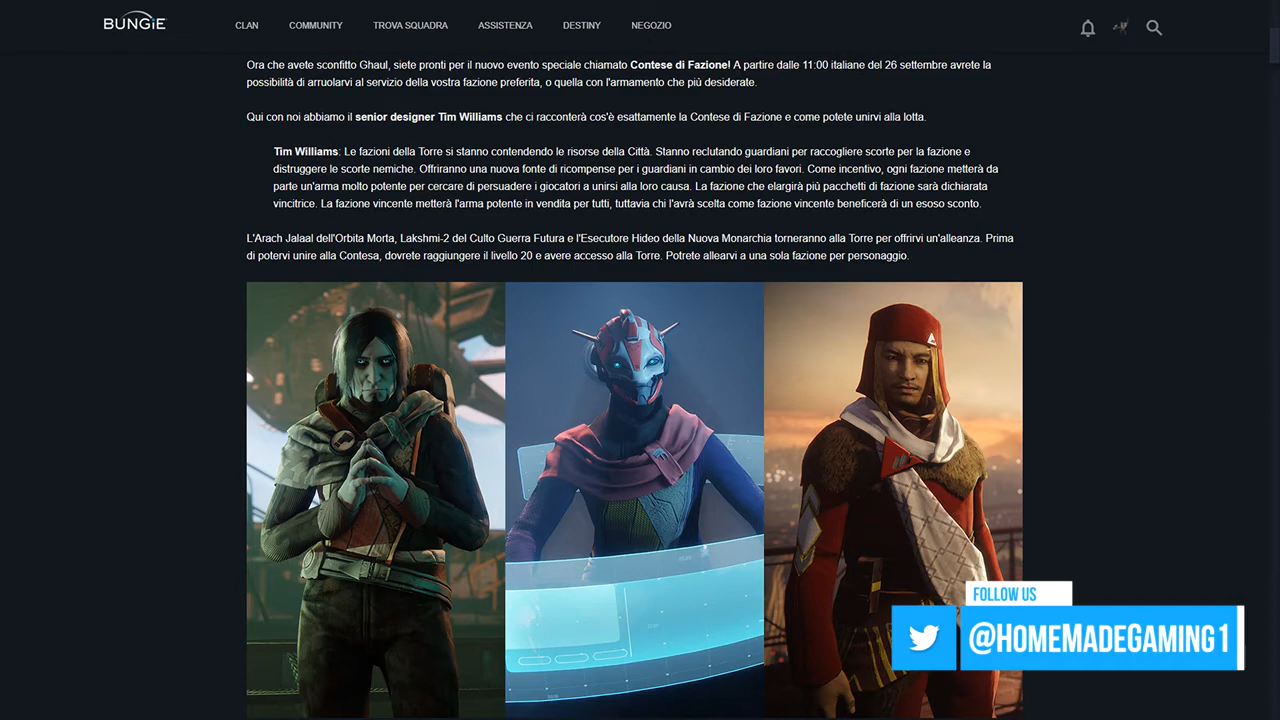 BUNGiE
CLAN
COMMUNITY
TROVA SQUADRA
ASSISTENZA
DESTINY
NEGOZIO
Ora che avete sconfitto Ghaul, siete pronti per il nuovo evento speciale chiamato Contese di Fazione! A partire dalle 11:00 italiane del 26 settembre avrete la
possibilità di arruolarvi al servizio della vostra fazione preferita, o quella con l'armamento che più desiderate.
Qui con noi abbiamo il senior designer Tim Williams che ci racconterà cos'è esattamente la Contese di Fazione e come potete unirvi alla lotta.
Tim Williams: Le fazioni della Torre si stanno contendendo le risorse della Città. Stanno reclutando guardiani per raccogliere scorte per la fazione e
distruggere le scorte nemiche. Offriranno una nuova fonte di ricompense per i guardiani in cambio dei loro favori. Come incentivo, ogni fazione metterà da
parte un'arma molto potente per cercare di persuadere i giocatori a unirsi alla loro causa. La fazione che elargirà più pacchetti di fazione sarà dichiarata
vincitrice. La fazione vincente metterà l'arma potente in vendita per tutti, tuttavia chi l'avrà scelta come fazione vincente beneficerà di un esoso sconto.
L'Arach Jalaal dell'Orbita Morta, Lakshmi-2 del Culto Guerra Futura e l'Esecutore Hideo della Nuova Monarchia torneranno alla Torre per offrirvi un'alleanza. Prima
di potervi unire alla Contesa, dovrete raggiungere il livello 20 e avere accesso alla Torre. Potrete allearvi a una sola fazione per personaggio.
FOLLOW US
@HOMEMADEGAMING1